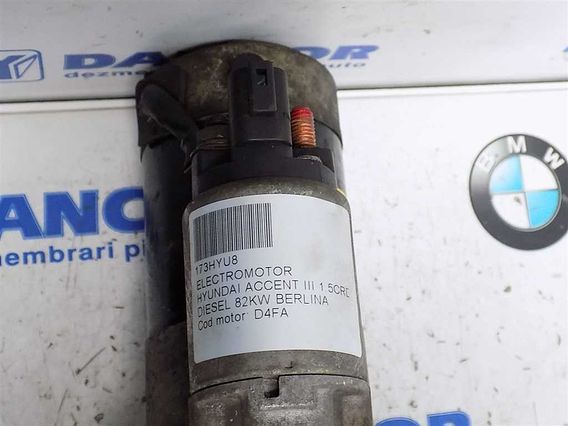 173HYU8
ELECTROMOTOR
HYUNDAI ACCENT III 1 5CRD
DIESEL 82KW BERLINA
Cod motor: D4FA
BMW